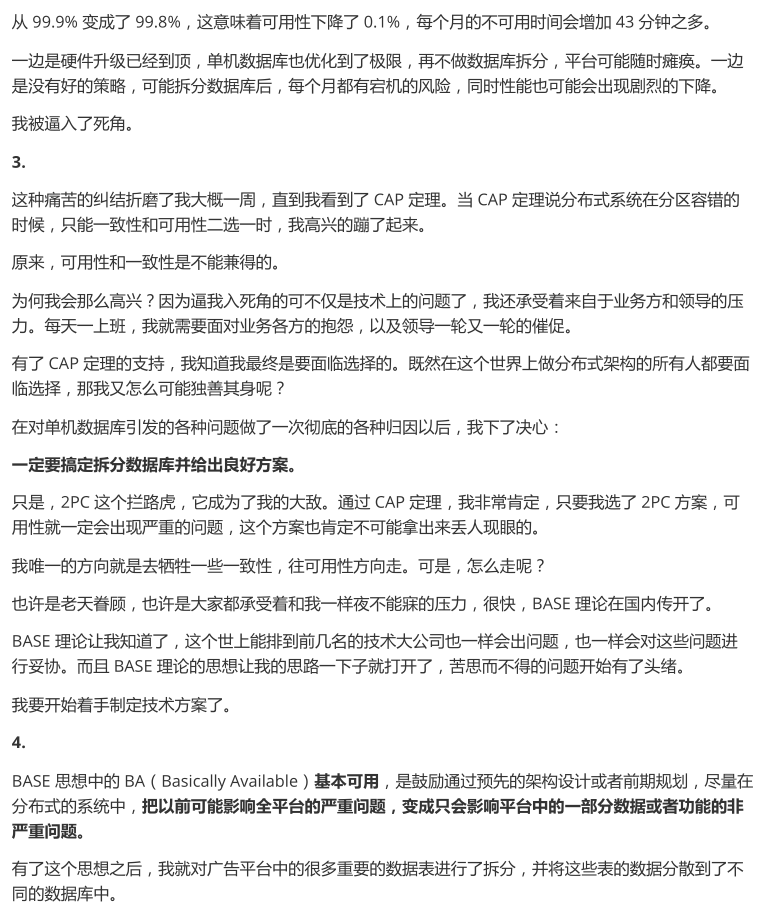 从 99.9% 变成了 99.8%，这意味着可用性下降了 0.1%，每个月的不可用时间会增加 43 分钟之多。
一边是硬件升级已经到顶，单机数据库也优化到了极限，再不做数据库拆分，平台可能随时瘫痪。一边
是没有好的策略，可能拆分数据库后，每个月都有宕机的风险，同时性能也可能会出现剧烈的下降。
我被逼入了死角。
3.
这种痛苦的纠结折磨了我大概一周，直到我看到了 CAP 定理。当 CAP 定理说分布式系统在分区容错的
时候，只能一致性和可用性二选一时，我高兴的蹦了起来。
原来，可用性和一致性是不能兼得的。
为何我会那么高兴？因为逼我入死角的可不仅是技术上的问题了，我还承受着来自于业务方和领导的压
力。每天一上班，我就需要面对业务各方的抱怨，以及领导一轮又一轮的催促。
有了 CAP 定理的支持，我知道我最终是要面临选择的。既然在这个世界上做分布式架构的所有人都要面
临选择，那我又怎么可能独善其身呢？
在对单机数据库引发的各种问题做了一次彻底的各种归因以后，我下了决心：
一定要搞定拆分数据库并给出良好方案。
只是，2PC 这个拦路虎，它成为了我的大敌。通过 CAP 定理，我非常肯定，只要我选了 2PC 方案，可
用性就一定会出现严重的问题，这个方案也肯定不可能拿出来丢人现眼的。
我唯一的方向就是去牺牲一些一致性，往可用性方向走。可是，怎么走呢？
也许是老天眷顾，也许是大家都承受着和我一样夜不能寐的压力，很快，BASE 理论在国内传开了。
BASE 理论让我知道了，这个世上能排到前几名的技术大公司也一样会出问题，也一样会对这些问题进
行妥协。而且 BASE 理论的思想让我的思路一下子就打开了，苦思而不得的问题开始有了头绪。
我要开始着手制定技术方案了。
4.
BASE 思想中的 BA（Basically Available）基本可用，是鼓励通过预先的架构设计或者前期规划，尽量在
分布式的系统中，把以前可能影响全平台的严重问题，变成只会影响平台中的一部分数据或者功能的非
严重问题。
有了这个思想之后，我就对广告平台中的很多重要的数据表进行了拆分，并将这些表的数据分散到了不
同的数据库中。